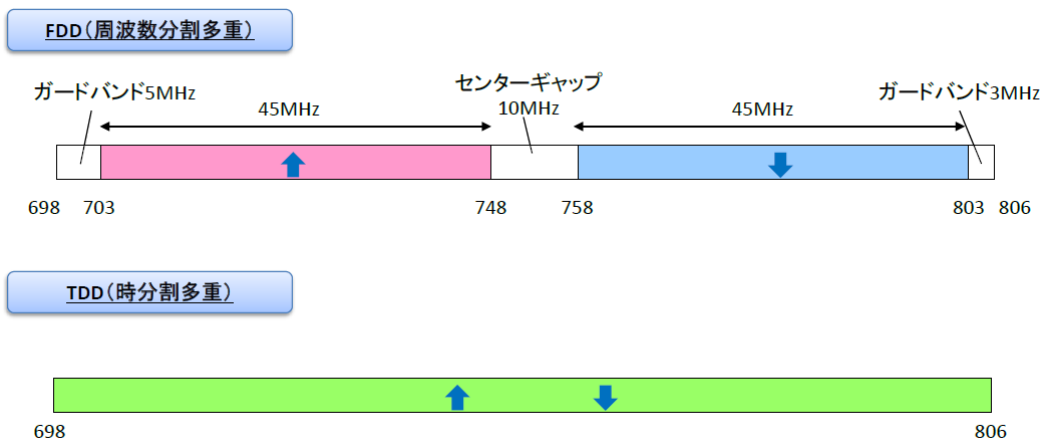 FDD（周波数分割多重）
ガードバンド5MHz
45MHz
センターギャップ
10MHz
45MHz
ガードバンド3MHz
698 703 748 758 803 806
TDD（時分割多重）
698 806